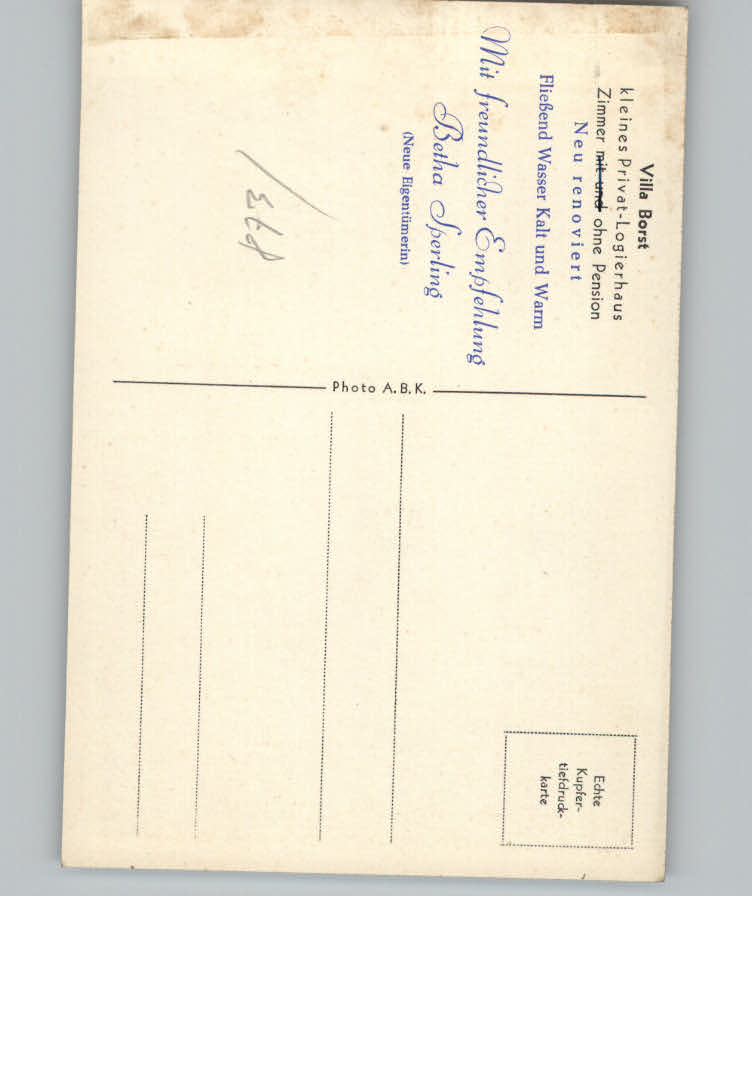 Villa Borst
kleines Privat-Logierhaus
Zimmer mit und ohne Pension
Neu renoviert
Fließend Wasser Kalt und Warm
Mit freundlicher Empfehlung
Betha Sperling
(Neue Eigentümerin)
Photo A.B.K.
Echte
Kupfer-
tiefdruck-
karte